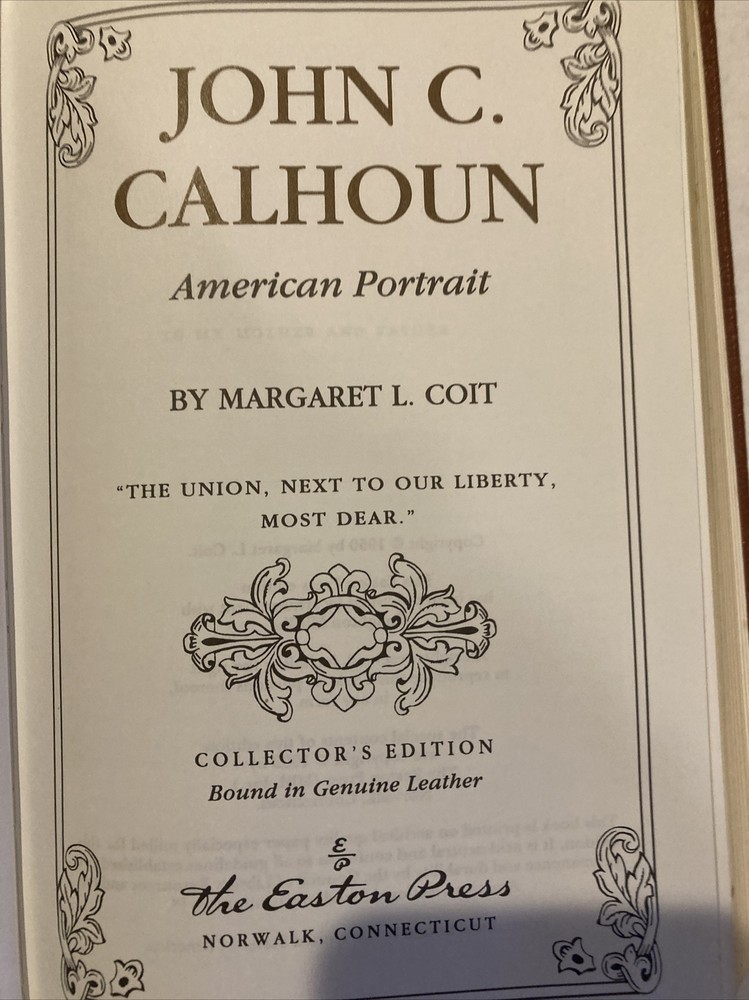 JOHN C.
CALHOUN
American Portrait
BY MARGARET L. COIT
“THE UNION, NEXT TO OUR LIBERTY,
MOST DEAR.”
COLLECTOR'S EDITION
Bound in Genuine Leather
E
P
The Easton Press
NORWALK, CONNECTICUT